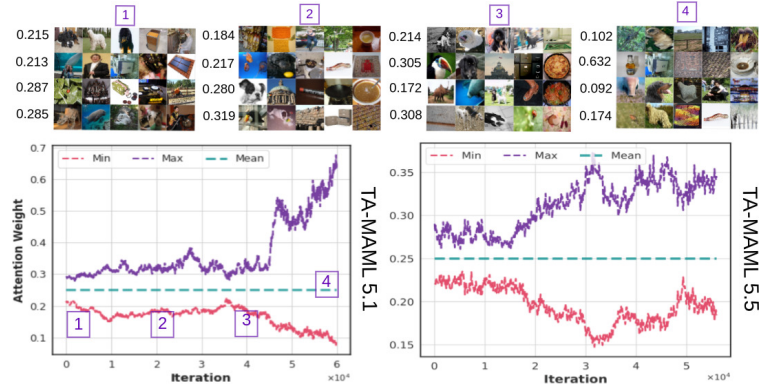 1 2 3 4
0.215 0.184 0.214 0.102
0.213 0.217 0.305 0.632
0.287 0.280 0.172 0.092
0.285 0.319 0.308 0.174
Min Max Mean
0.7
0.6
0.5
0.4
0.3
0.2
0.1
Attention Weight
1 2 3 4
0 1 2 3 4 5 6
×10⁴
Iteration
TA-MAML 5.1
Min Max Mean
0.35
0.30
0.25
0.20
0.15
0 1 2 3 4 5
×10⁴
Iteration
TA-MAML 5.5